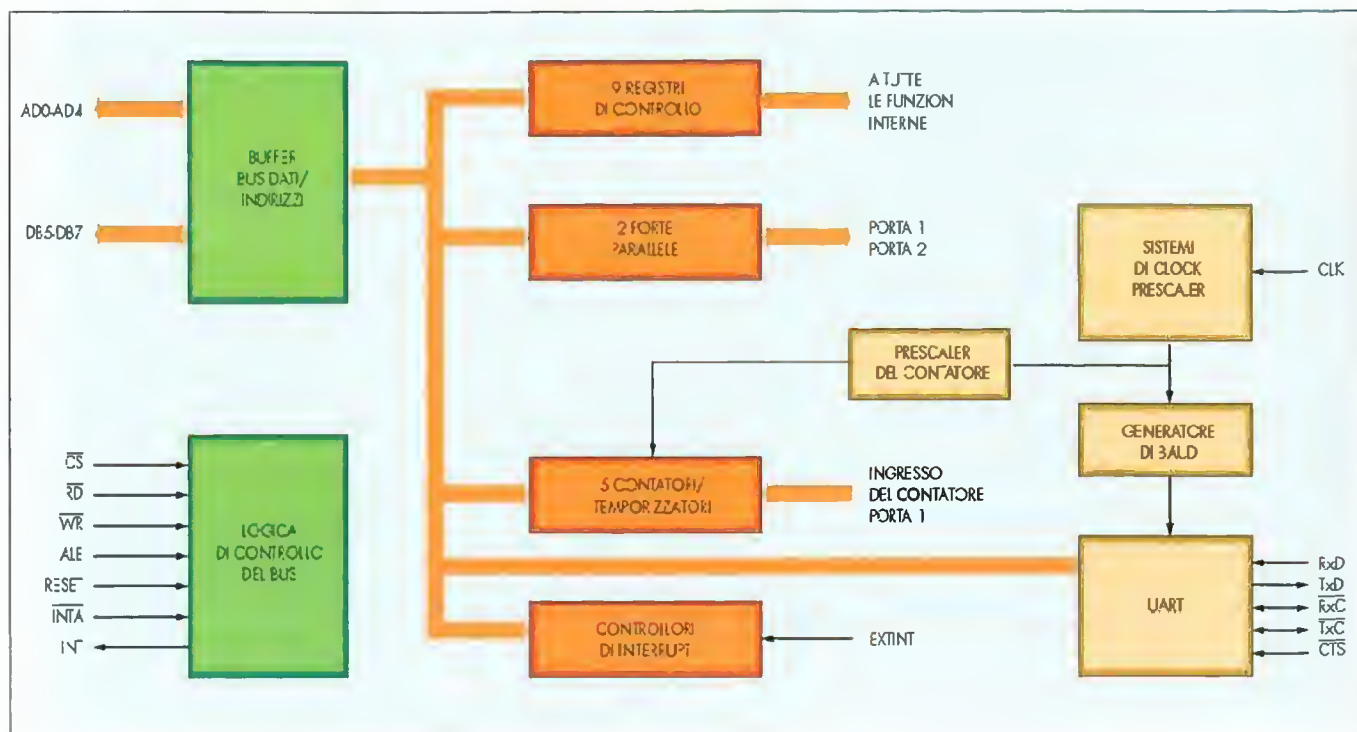 AD0-AD4
DB5-DB7
BUFFER
BUS DATI/
INDIRIZZI
9 REGISTRI
DI CONTROLLO
A TUTTE
LE FUNZION
INTERNE
2 PORTE
PARALLELE
PORTA 1
PORTA 2
SISTEMI
DI CLOCK
PRESCALER
CLK
PRESCALER
DEL CONTATORE
GENERATORE
DI BAUD
5 CONTATORI/
TEMPORIZZATORI
INGRESSO
DEL CONTATORE
PORTA 1
CS
RD
WR
ALE
RESET
INTA
INT
LOGICA
DI CONTROLLO
DEL BUS
CONTROLLORI
DI INTERRUPT
EXTINT
UART
RxD
TxD
RxC
TxC
CTS